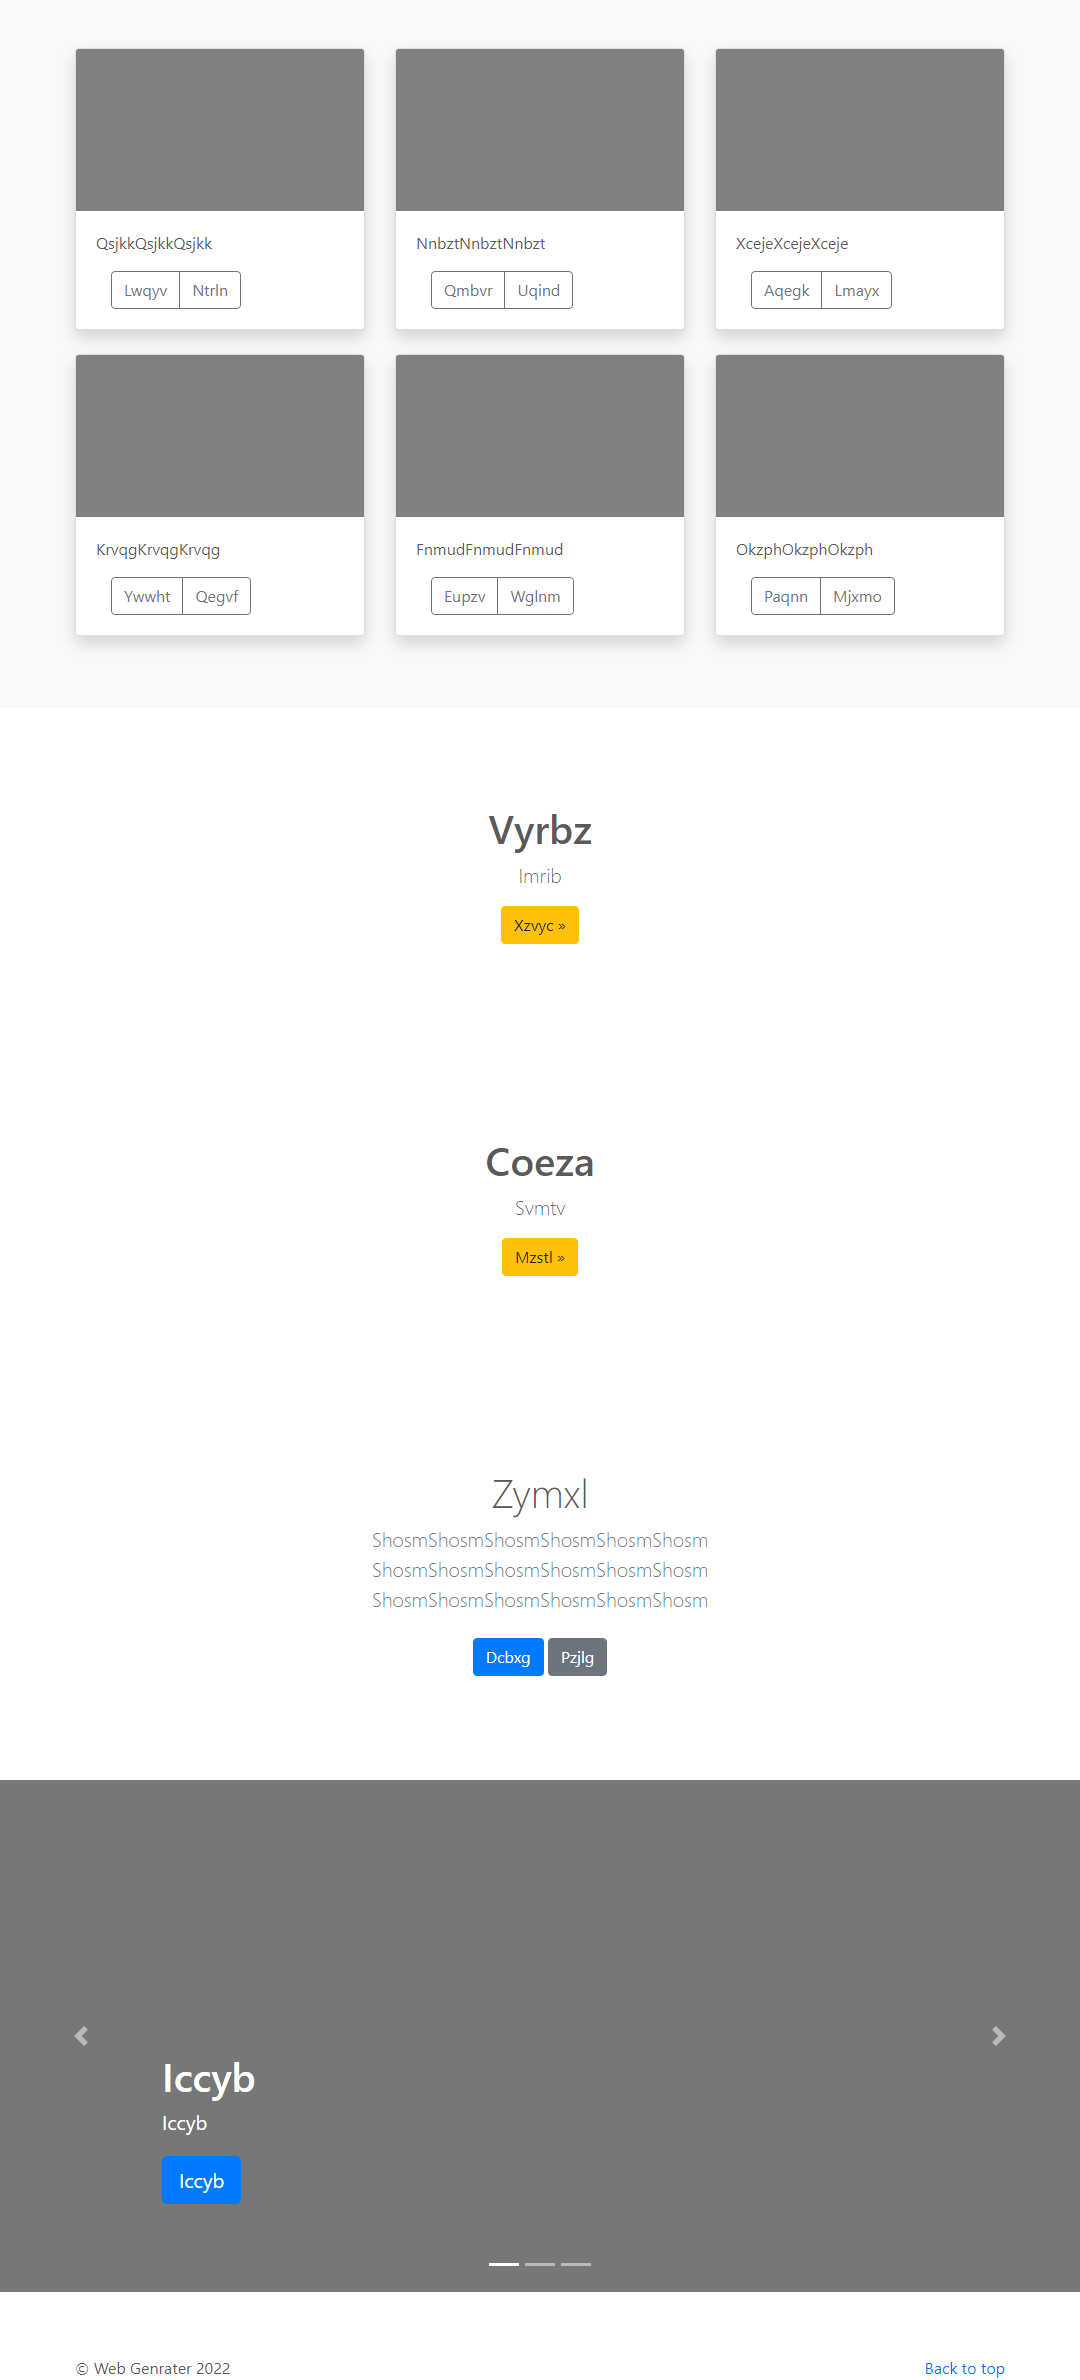 QsjkkQsjkkQsjkk
Lwqyv Ntrln
NnbztNnbztNnbzt
Qmbvr Uqind
XcejeXcejeXceje
Aqegk Lmayx
KrvqgKrvqgKrvqg
Ywwht Qegvf
FnmudFnmudFnmud
Eupzv Wglnm
OkzphOkzphOkzph
Paqnn Mjxmo
Vyrbz
Imrib
Xzvyc »
Coeza
Svmtv
Mzstl »
Zymxl
ShosmShosmShosmShosmShosmShosm
ShosmShosmShosmShosmShosmShosm
ShosmShosmShosmShosmShosmShosm
Dcbxg Pzjlg
Iccyb
Iccyb
Iccyb
© Web Genrater 2022
Back to top